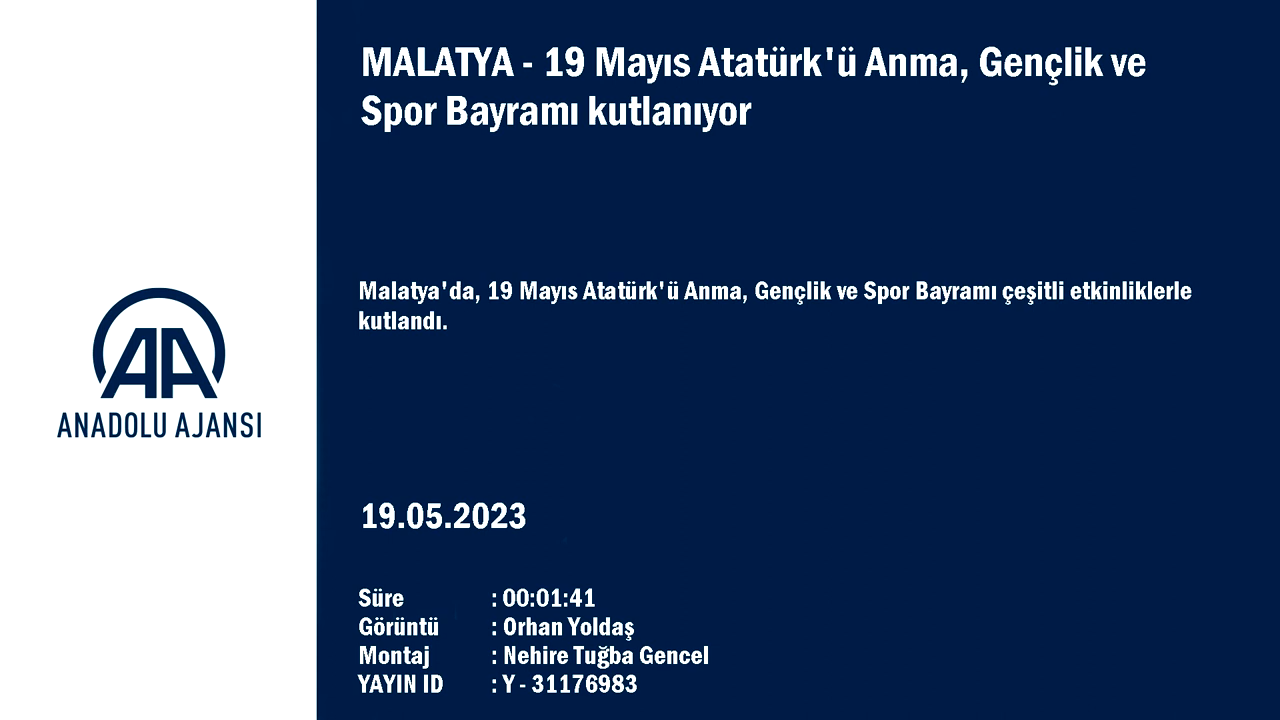 MALATYA - 19 Mayıs Atatürk'ü Anma, Gençlik ve
Spor Bayramı kutlanıyor
Malatya'da, 19 Mayıs Atatürk'ü Anma, Gençlik ve Spor Bayramı çeşitli etkinliklerle
kutlandı.
AA
ANADOLU AJANSI
19.05.2023
Süre : 00:01:41
Görüntü : Orhan Yoldaş
Montaj : Nehire Tuğba Gencel
YAYIN ID : Y - 31176983